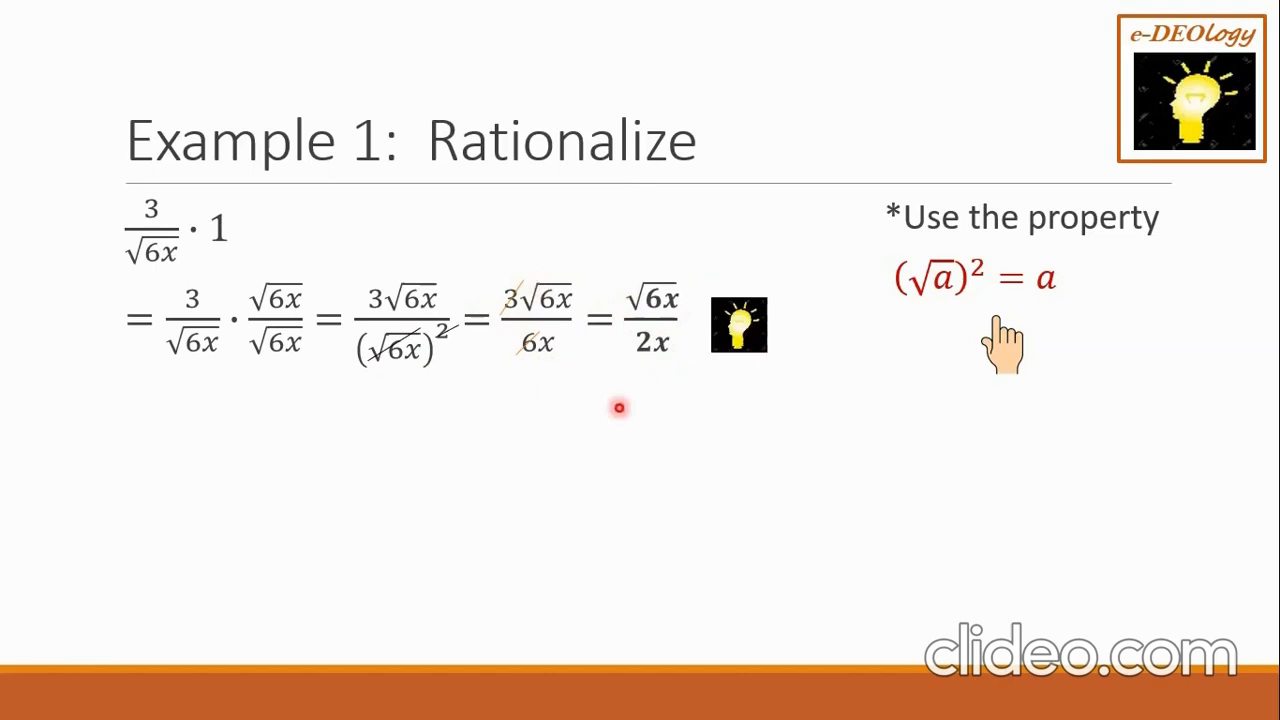 e-DEOlogy
Example 1: Rationalize
3/√6x · 1
*Use the property
(√a)² = a
= 3/√6x · √6x/√6x = 3√6x/(√6x)² = 3√6x/6x = √6x/2x
clideo.com